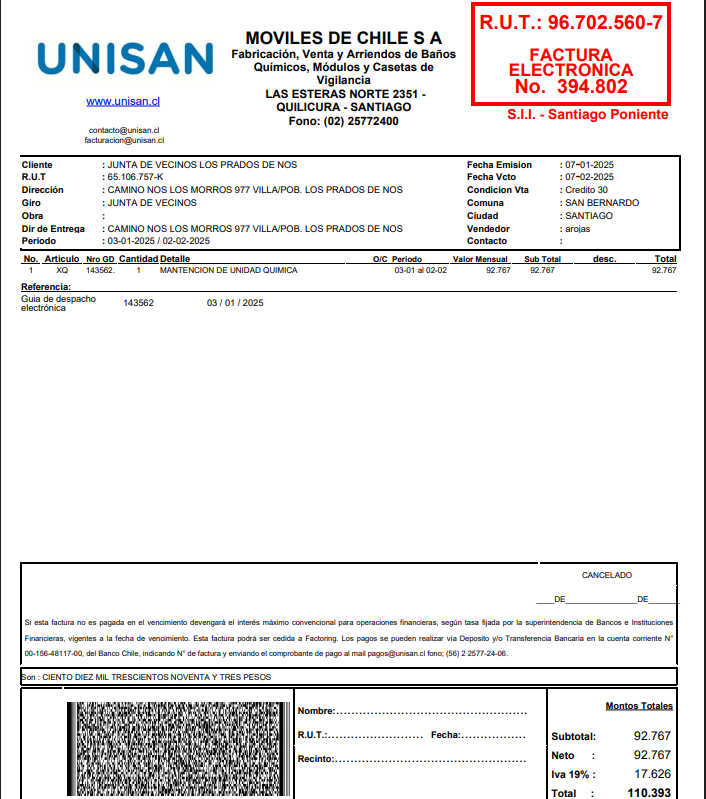 UNISAN
www.unisan.cl
contacto@unisan.cl
facturacion@unisan.cl
MOVILES DE CHILE S A
Fabricación, Venta y Arriendos de Baños
Químicos, Módulos y Casetas de
Vigilancia
LAS ESTERAS NORTE 2351 -
QUILICURA - SANTIAGO
Fono: (02) 25772400
R.U.T.: 96.702.560-7
FACTURA
ELECTRONICA
No. 394.802
S.I.I. - Santiago Poniente
Cliente : JUNTA DE VECINOS LOS PRADOS DE NOS Fecha Emision : 07-01-2025
R.U.T : 65.106.757-K Fecha Vcto : 07-02-2025
Dirección : CAMINO NOS LOS MORROS 977 VILLA/POB. LOS PRADOS DE NOS Condicion Vta : Credito 30
Giro : JUNTA DE VECINOS Comuna : SAN BERNARDO
Obra : Ciudad : SANTIAGO
Dir de Entrega : CAMINO NOS LOS MORROS 977 VILLA/POB. LOS PRADOS DE NOS Vendedor : arojas
Periodo : 03-01-2025 / 02-02-2025 Contacto :
No. Articulo Nro GD Cantidad Detalle O/C Periodo Valor Mensual Sub Total desc. Total
1 XQ 143562. 1 MANTENCION DE UNIDAD QUIMICA 03-01 al 02-02 92.767 92.767 92.767
Referencia:
Guia de despacho electrónica 143562 03 / 01 / 2025
CANCELADO
____DE________________DE_______
Si esta factura no es pagada en el vencimiento devengará el interés máximo convencional para operaciones financieras, según tasa fijada por la superintendencia de Bancos e Instituciones
Financieras, vigentes a la fecha de vencimiento. Esta factura podrá ser cedida a Factoring. Los pagos se pueden realizar vía Deposito y/o Transferencia Bancaria en la cuenta corriente N°
00-156-48117-00, del Banco Chile, indicando N° de factura y enviando el comprobante de pago al mail pagos@unisan.cl fono; (56) 2 2577-24-06.
Son : CIENTO DIEZ MIL TRESCIENTOS NOVENTA Y TRES PESOS
Nombre:................................................
R.U.T.:........................ Fecha:................
Recinto:................................................
Montos Totales
Subtotal: 92.767
Neto : 92.767
Iva 19% : 17.626
Total : 110.393